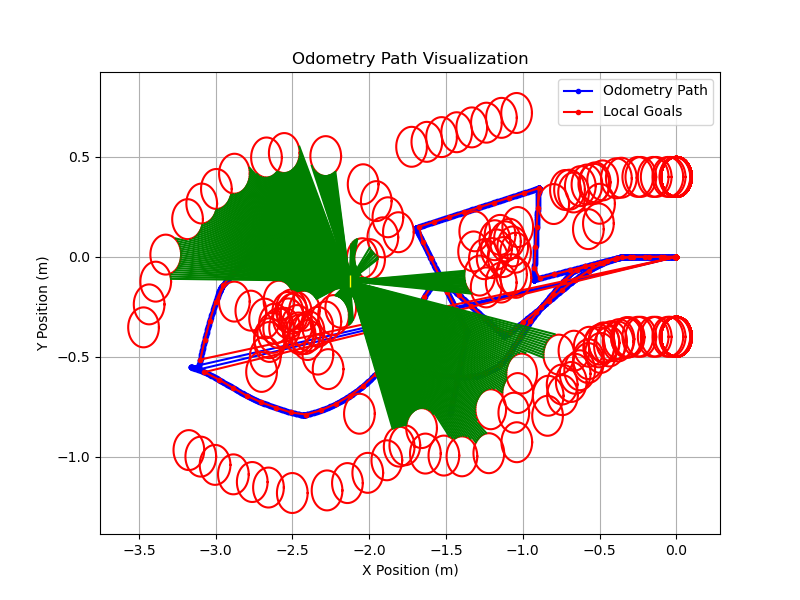 Odometry Path Visualization
Odometry Path
Local Goals
Y Position (m)
0.5
0.0
−0.5
−1.0
−3.5
−3.0
−2.5
−2.0
−1.5
−1.0
−0.5
0.0
X Position (m)